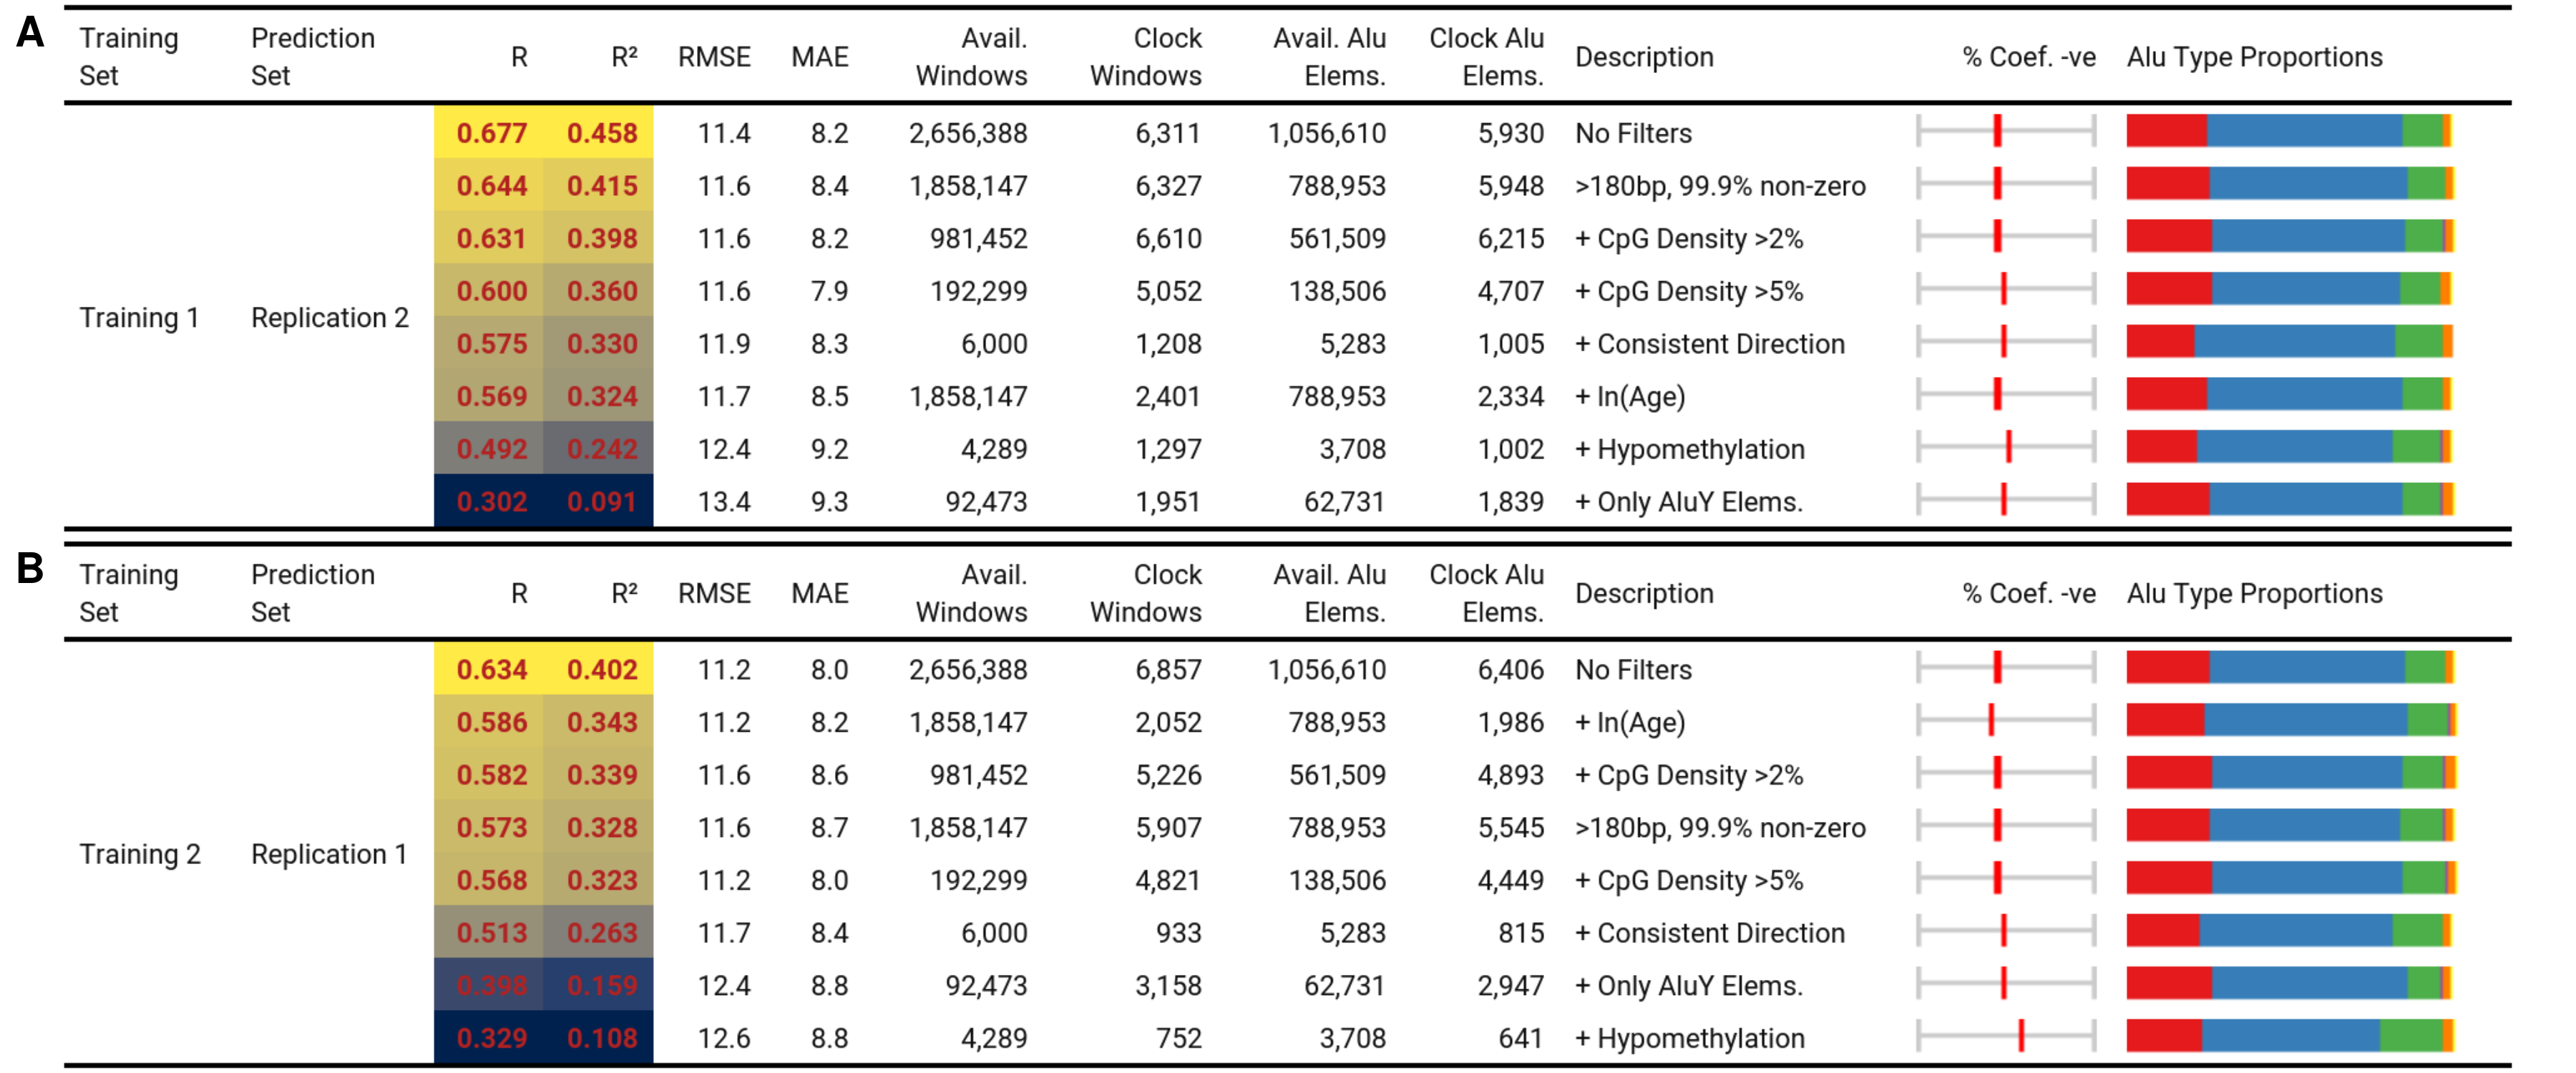 A
Training Set | Prediction Set | R | R² | RMSE | MAE | Avail. Windows | Clock Windows | Avail. Alu Elems. | Clock Alu Elems. | Description | % Coef. -ve | Alu Type Proportions
0.677 0.458 11.4 8.2 2,656,388 6,311 1,056,610 5,930 No Filters
0.644 0.415 11.6 8.4 1,858,147 6,327 788,953 5,948 >180bp, 99.9% non-zero
0.631 0.398 11.6 8.2 981,452 6,610 561,509 6,215 + CpG Density >2%
0.600 0.360 11.6 7.9 192,299 5,052 138,506 4,707 + CpG Density >5%
Training 1 Replication 2
0.575 0.330 11.9 8.3 6,000 1,208 5,283 1,005 + Consistent Direction
0.569 0.324 11.7 8.5 1,858,147 2,401 788,953 2,334 + ln(Age)
0.492 0.242 12.4 9.2 4,289 1,297 3,708 1,002 + Hypomethylation
0.302 0.091 13.4 9.3 92,473 1,951 62,731 1,839 + Only AluY Elems.
B
Training Set | Prediction Set | R | R² | RMSE | MAE | Avail. Windows | Clock Windows | Avail. Alu Elems. | Clock Alu Elems. | Description | % Coef. -ve | Alu Type Proportions
0.634 0.402 11.2 8.0 2,656,388 6,857 1,056,610 6,406 No Filters
0.586 0.343 11.2 8.2 1,858,147 2,052 788,953 1,986 + ln(Age)
0.582 0.339 11.6 8.6 981,452 5,226 561,509 4,893 + CpG Density >2%
0.573 0.328 11.6 8.7 1,858,147 5,907 788,953 5,545 >180bp, 99.9% non-zero
Training 2 Replication 1
0.568 0.323 11.2 8.0 192,299 4,821 138,506 4,449 + CpG Density >5%
0.513 0.263 11.7 8.4 6,000 933 5,283 815 + Consistent Direction
0.398 0.159 12.4 8.8 92,473 3,158 62,731 2,947 + Only AluY Elems.
0.329 0.108 12.6 8.8 4,289 752 3,708 641 + Hypomethylation